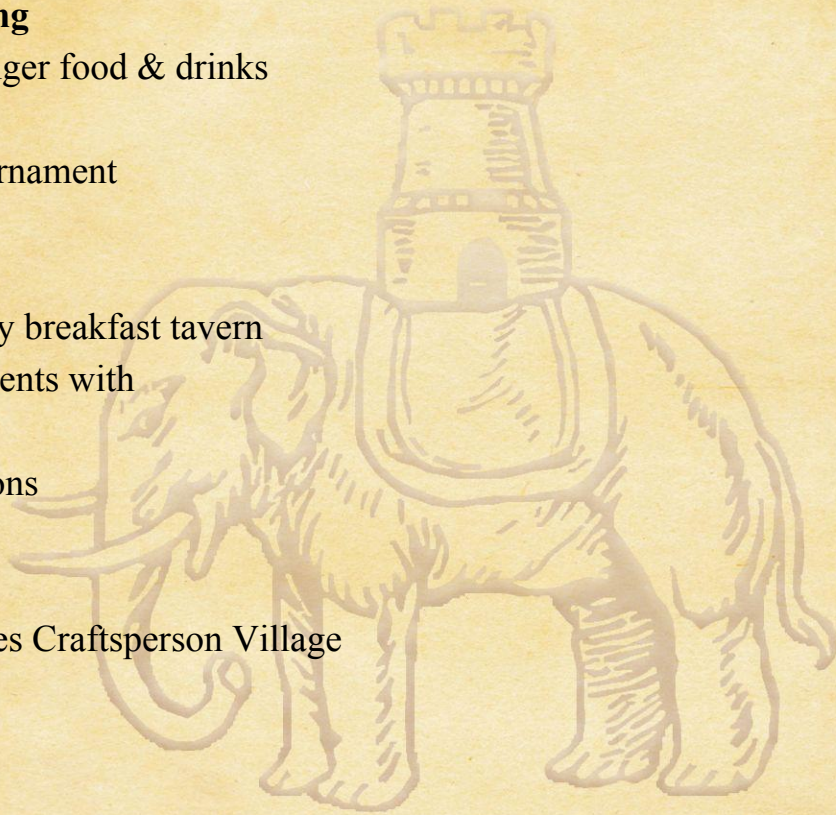 ng
ger food & drinks
rnament
y breakfast tavern
ents with
ons
es Craftsperson Village